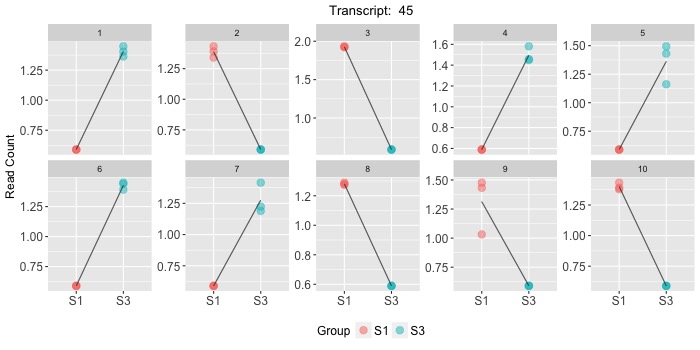 Transcript: 45
1 2 3 4 5
1.25 1.00 0.75
1.25 1.00 0.75
2.0 1.5 1.0
1.6 1.4 1.2 1.0 0.8 0.6
1.50 1.25 1.00 0.75
Read Count
6 7 8 9 10
1.25 1.00 0.75
1.25 1.00 0.75
1.2 1.0 0.8 0.6
1.50 1.25 1.00 0.75
1.25 1.00 0.75
S1 S3 S1 S3 S1 S3 S1 S3 S1 S3
Group S1 S3